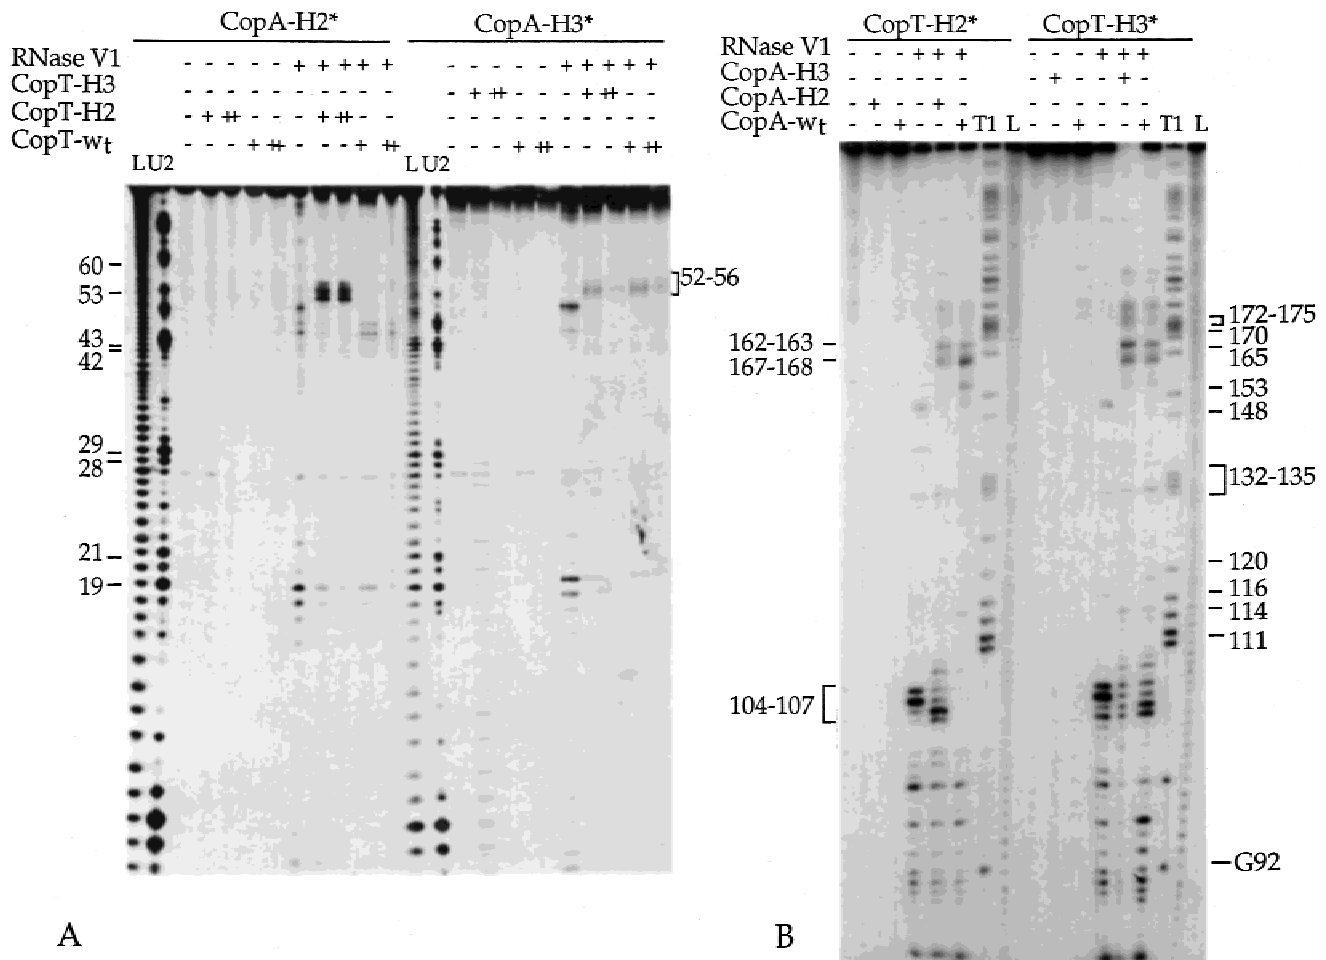 CopA-H2* CopA-H3*
RNase V1 - - - - - + + + + + - - - - - + + + + +
CopT-H3 - - - - - - - - - - - + ++ - - - + ++ - -
CopT-H2 - + ++ - - - + ++ - - - - - - - - - - - -
CopT-wt - - - + ++ - - - + ++ - - - + ++ - - - + ++
L U2 L U2
60
53
43
42
29
28
21
19
52-56
A
CopT-H2* CopT-H3*
RNase V1 - - - + + + - - - + + +
CopA-H3 - - - - - - - + - - + -
CopA-H2 - + - - + - - - - - - -
CopA-wt - - + - - + T1 L - - + - - + T1 L
162-163
167-168
104-107
172-175
170
165
153
148
132-135
120
116
114
111
G92
B